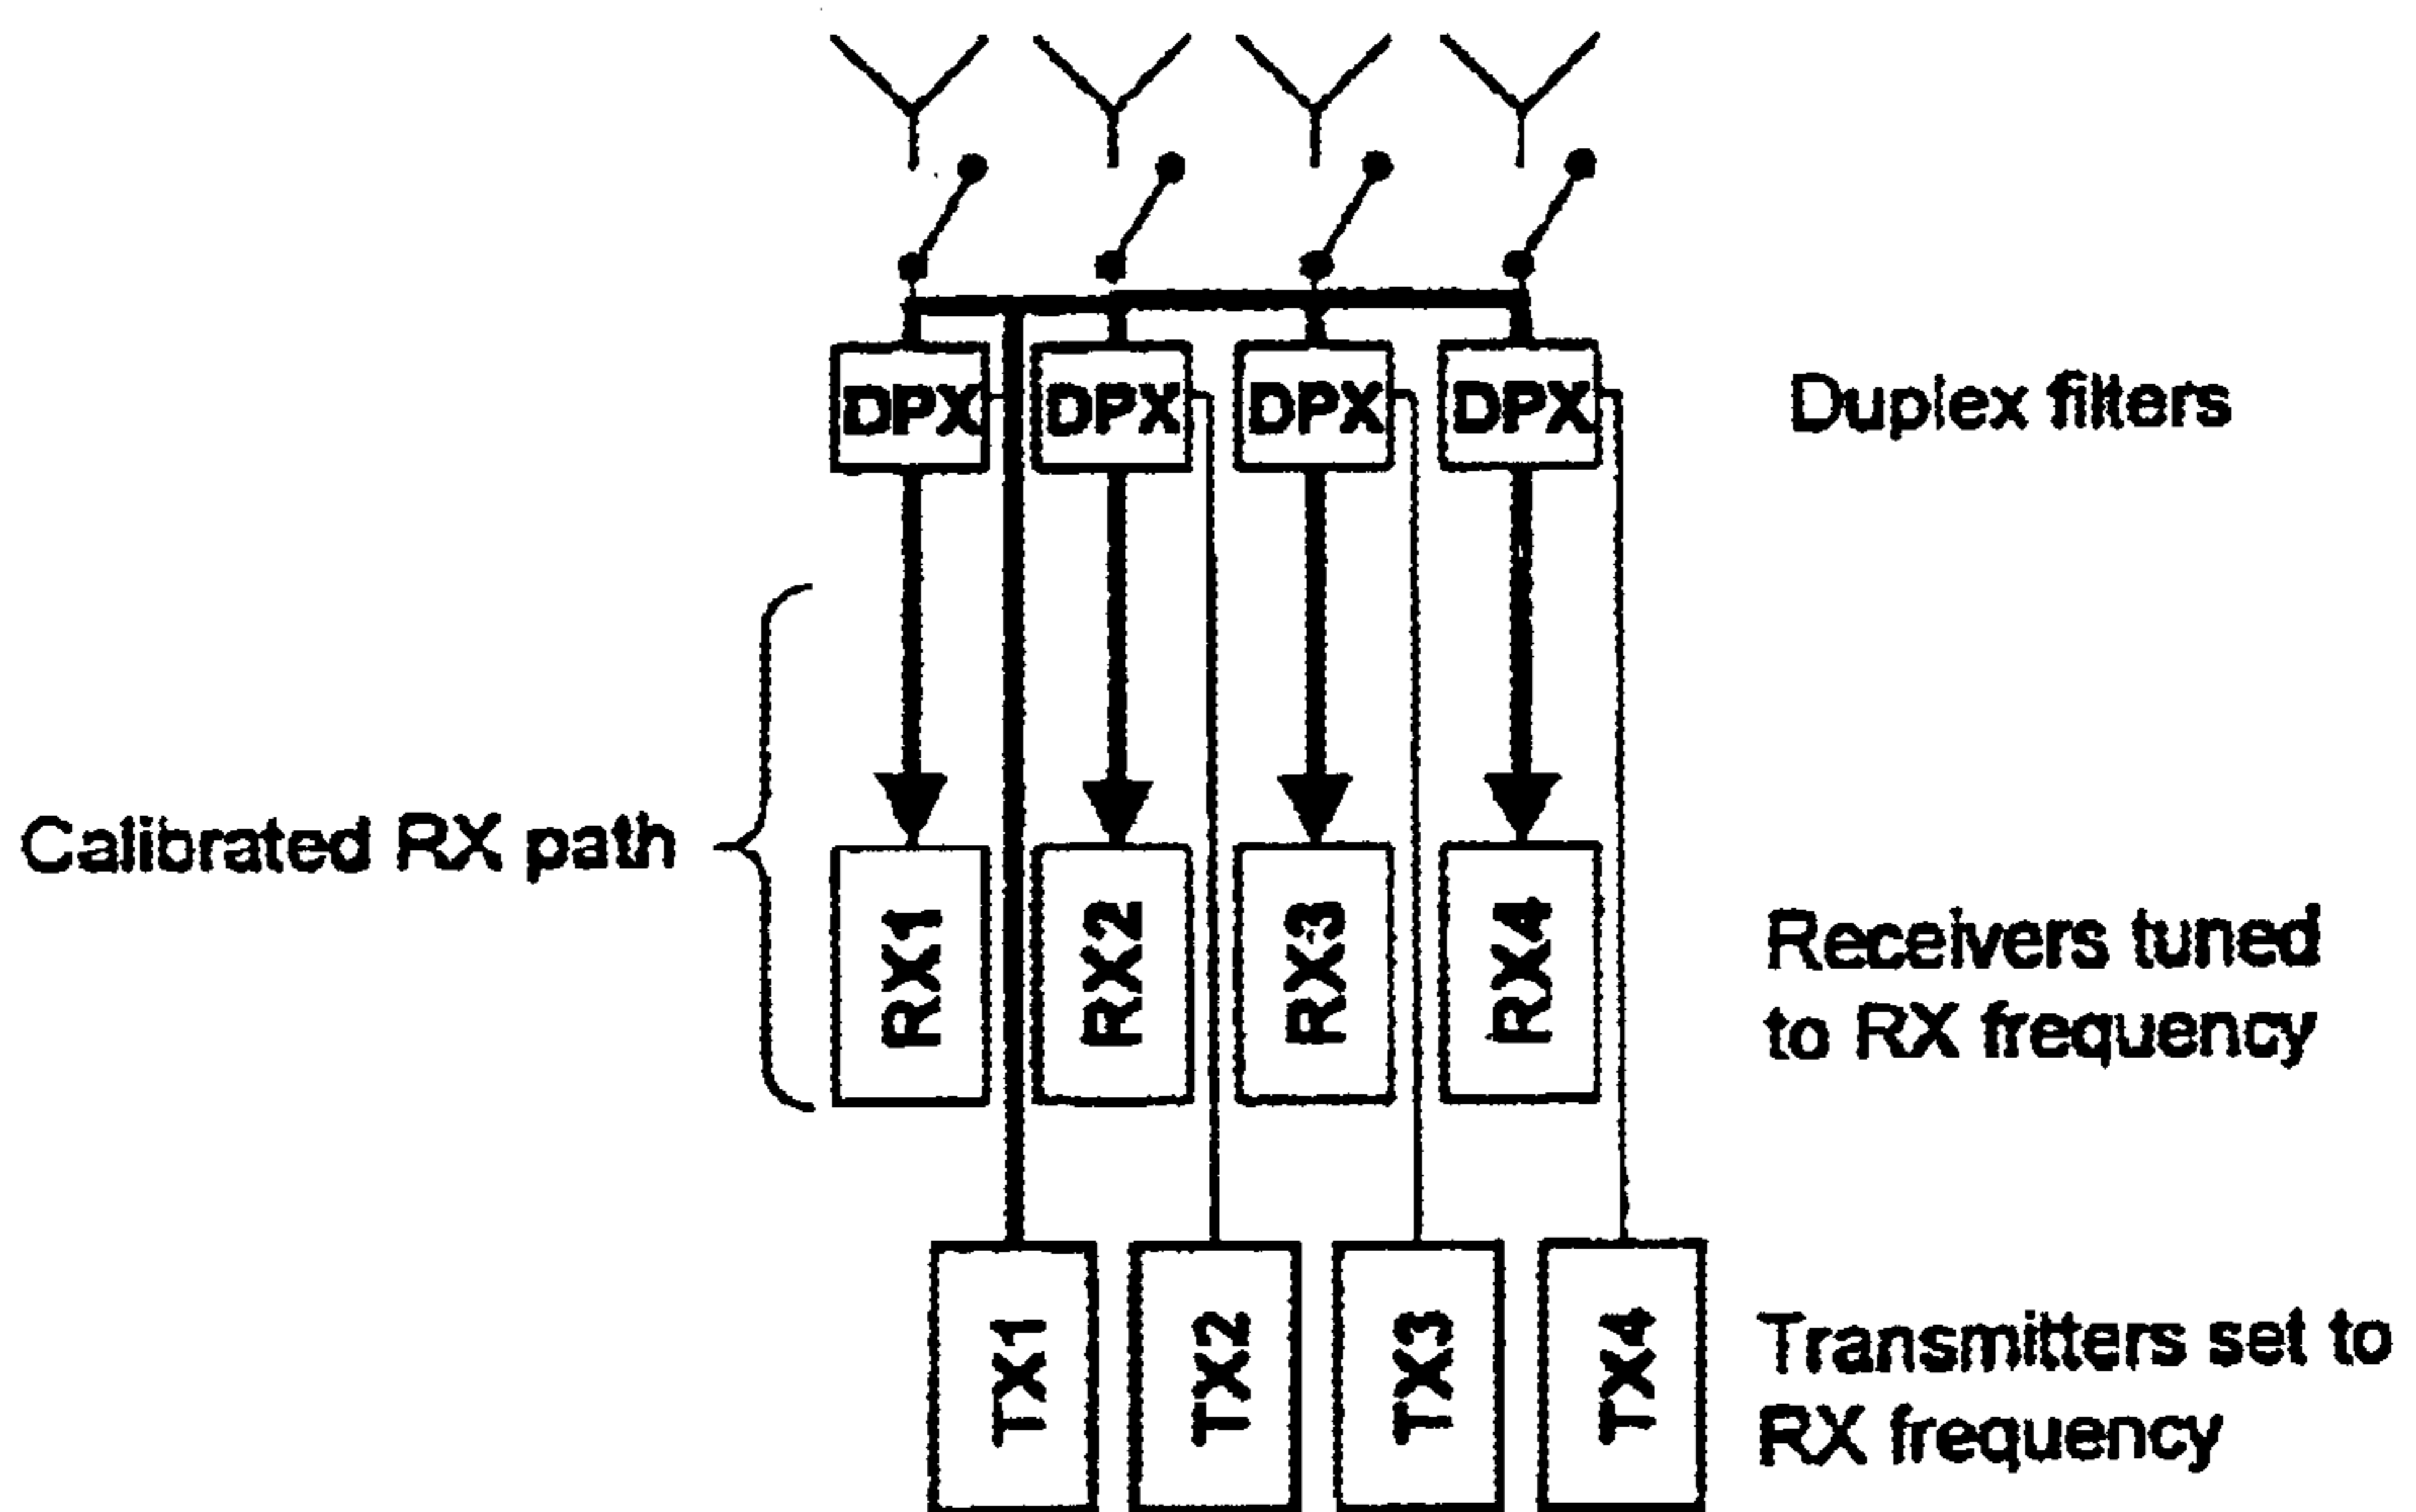 DPX DPX DPX DPX
Duplex filters
Calibrated RX path
RX1 RX2 RX3 RX4
Receivers tuned
to RX frequency
TX1 TX2 TX3 TX4
Transmitters set to
RX frequency